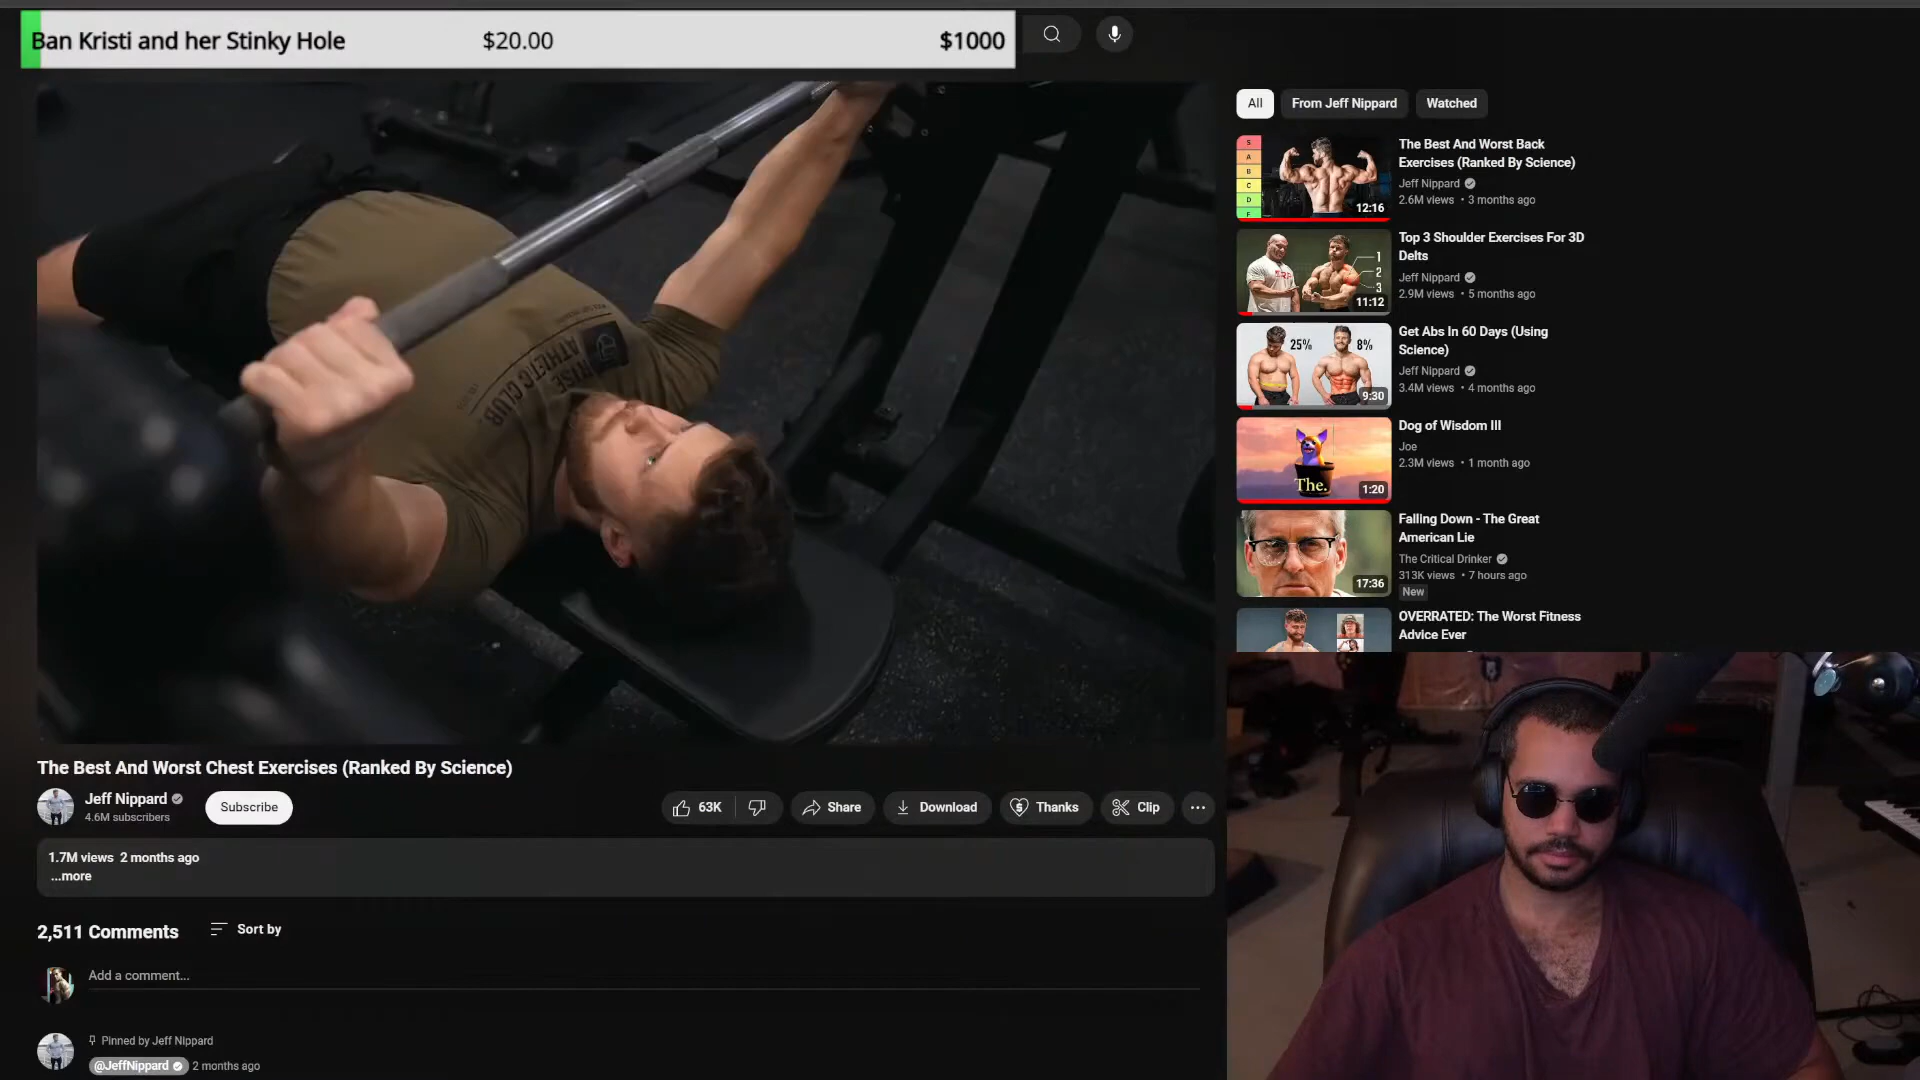 Ban Kristi and her Stinky Hole $20.00 $1000
RISE
ATHLETIC CLUB
The Best And Worst Chest Exercises (Ranked By Science)
Jeff Nippard
4.6M subscribers
Subscribe
63K
Share
Download
Thanks
Clip
1.7M views 2 months ago
...more
2,511 Comments
Sort by
Add a comment...
Pinned by Jeff Nippard
@JeffNippard
2 months ago
All
From Jeff Nippard
Watched
S
A
B
C
D
F
12:16
The Best And Worst Back
Exercises (Ranked By Science)
Jeff Nippard
2.6M views • 3 months ago
1
2
3
11:12
Top 3 Shoulder Exercises For 3D
Delts
Jeff Nippard
2.9M views • 5 months ago
25%
8%
9:30
Get Abs In 60 Days (Using
Science)
Jeff Nippard
3.4M views • 4 months ago
The.
1:20
Dog of Wisdom III
Joe
2.3M views • 1 month ago
17:36
Falling Down - The Great
American Lie
The Critical Drinker
313K views • 7 hours ago
New
OVERRATED: The Worst Fitness
Advice Ever